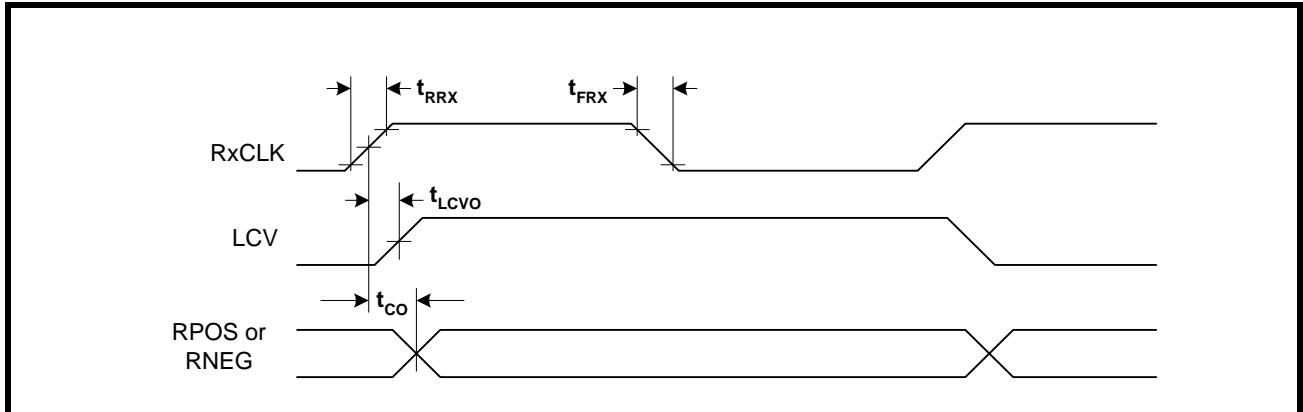 tRRX
tFRX
RxCLK
tLCVO
LCV
tCO
RPOS or
RNEG